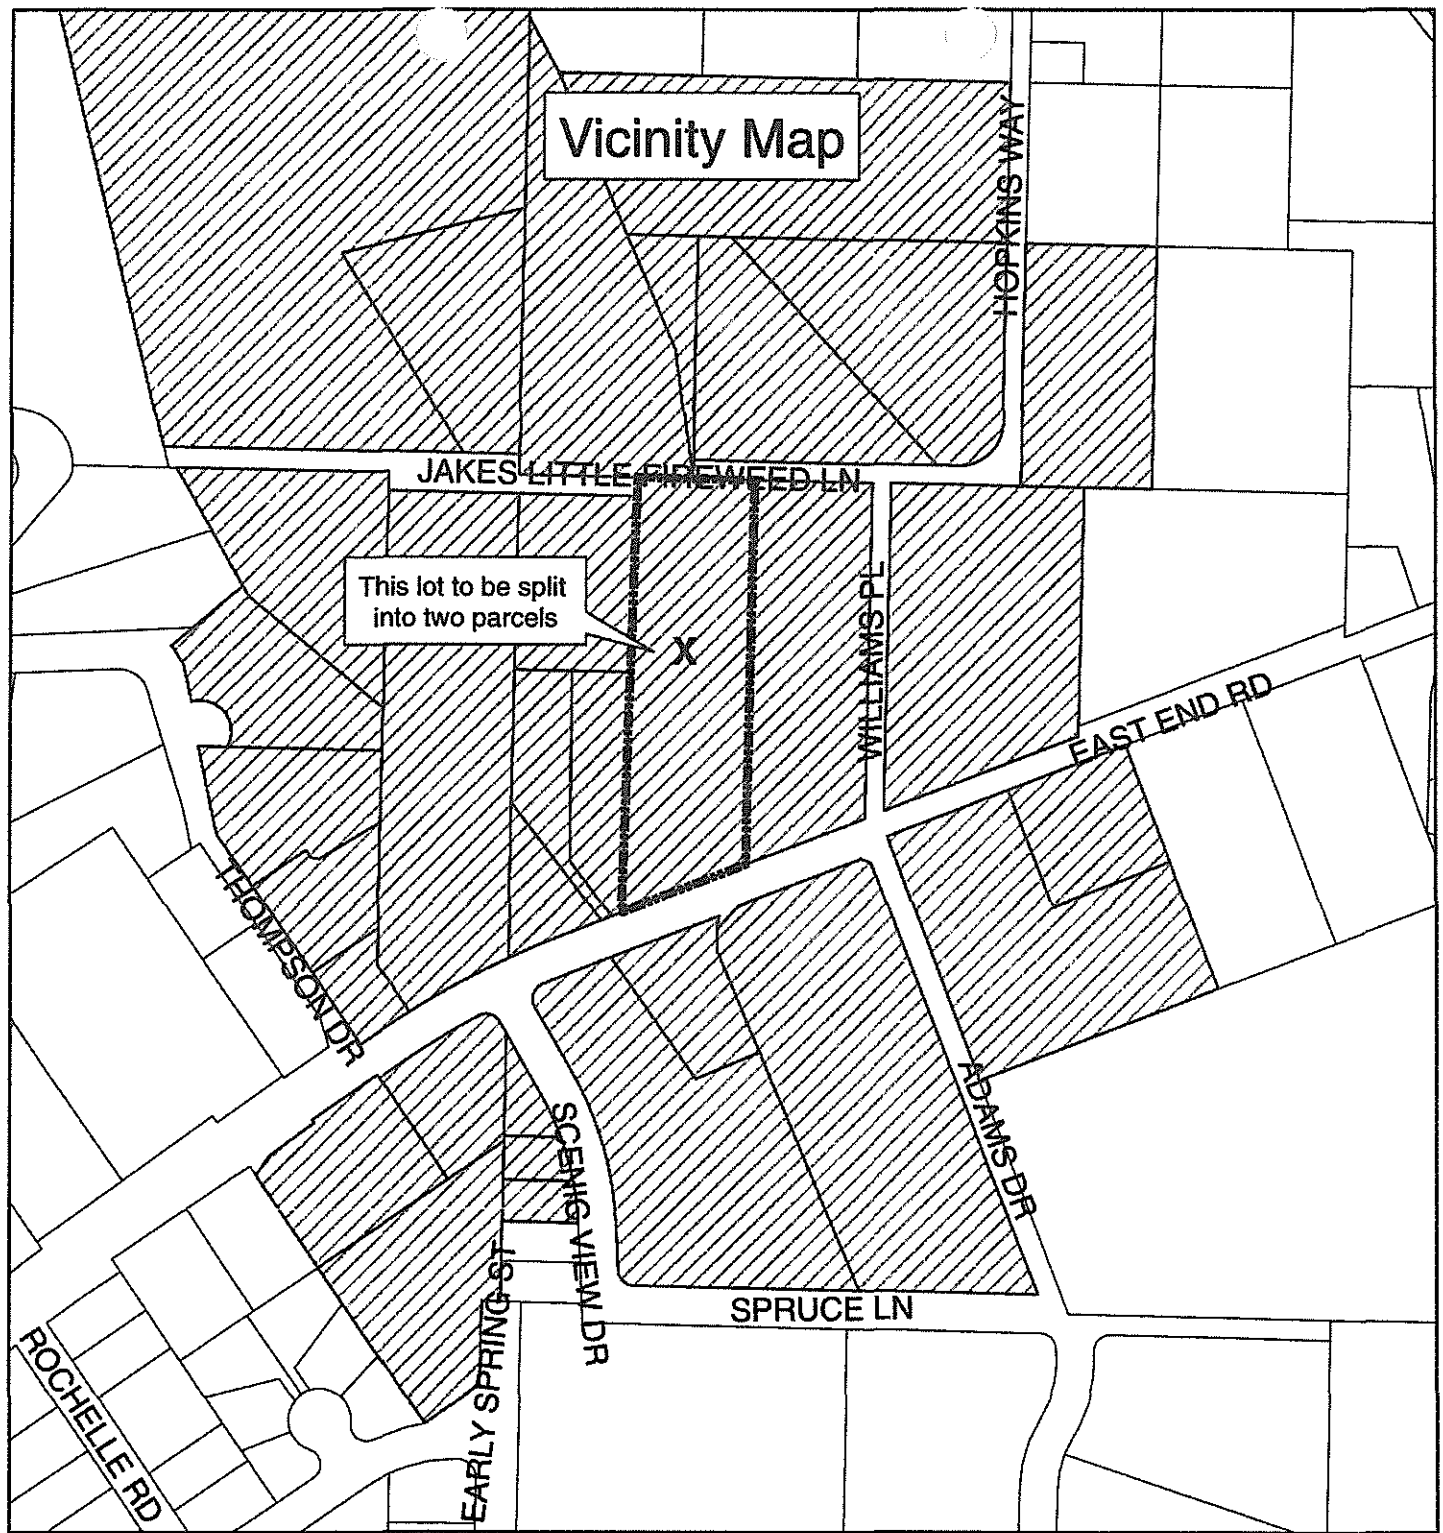 Vicinity Map
HOPKINS WAY
JAKES LITTLE FIREWEED LN
This lot to be split
into two parcels
X
WILLIAMS PL
EAST END RD
THOMPSON DR
ADAMS DR
SCENIC VIEW DR
SPRUCE LN
EARLY SPRING ST
ROCHELLE RD